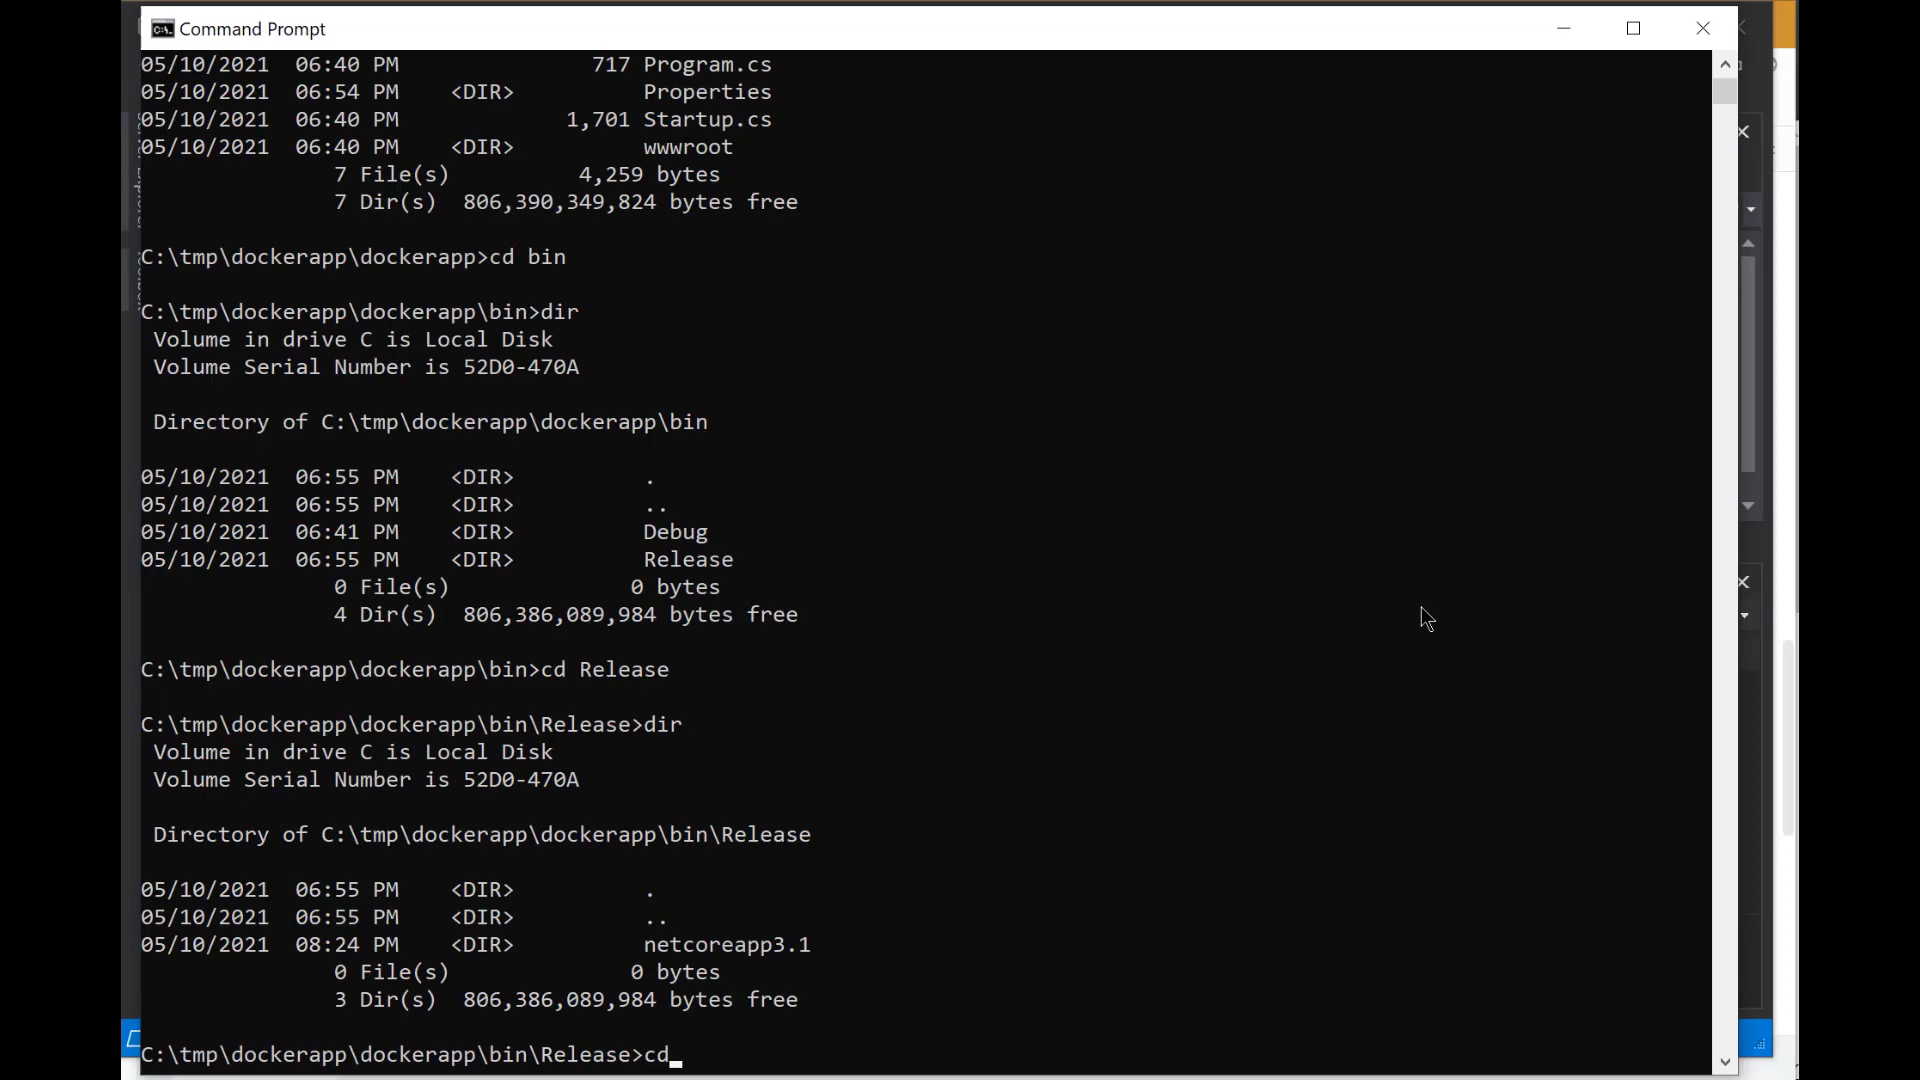 Command Prompt
05/10/2021  06:40 PM               717 Program.cs
05/10/2021  06:54 PM    <DIR>          Properties
05/10/2021  06:40 PM             1,701 Startup.cs
05/10/2021  06:40 PM    <DIR>          wwwroot
               7 File(s)          4,259 bytes
               7 Dir(s)  806,390,349,824 bytes free
C:\tmp\dockerapp\dockerapp>cd bin
C:\tmp\dockerapp\dockerapp\bin>dir
 Volume in drive C is Local Disk
 Volume Serial Number is 52D0-470A
 Directory of C:\tmp\dockerapp\dockerapp\bin
05/10/2021  06:55 PM    <DIR>          .
05/10/2021  06:55 PM    <DIR>          ..
05/10/2021  06:41 PM    <DIR>          Debug
05/10/2021  06:55 PM    <DIR>          Release
               0 File(s)              0 bytes
               4 Dir(s)  806,386,089,984 bytes free
C:\tmp\dockerapp\dockerapp\bin>cd Release
C:\tmp\dockerapp\dockerapp\bin\Release>dir
 Volume in drive C is Local Disk
 Volume Serial Number is 52D0-470A
 Directory of C:\tmp\dockerapp\dockerapp\bin\Release
05/10/2021  06:55 PM    <DIR>          .
05/10/2021  06:55 PM    <DIR>          ..
05/10/2021  08:24 PM    <DIR>          netcoreapp3.1
               0 File(s)              0 bytes
               3 Dir(s)  806,386,089,984 bytes free
C:\tmp\dockerapp\dockerapp\bin\Release>cd